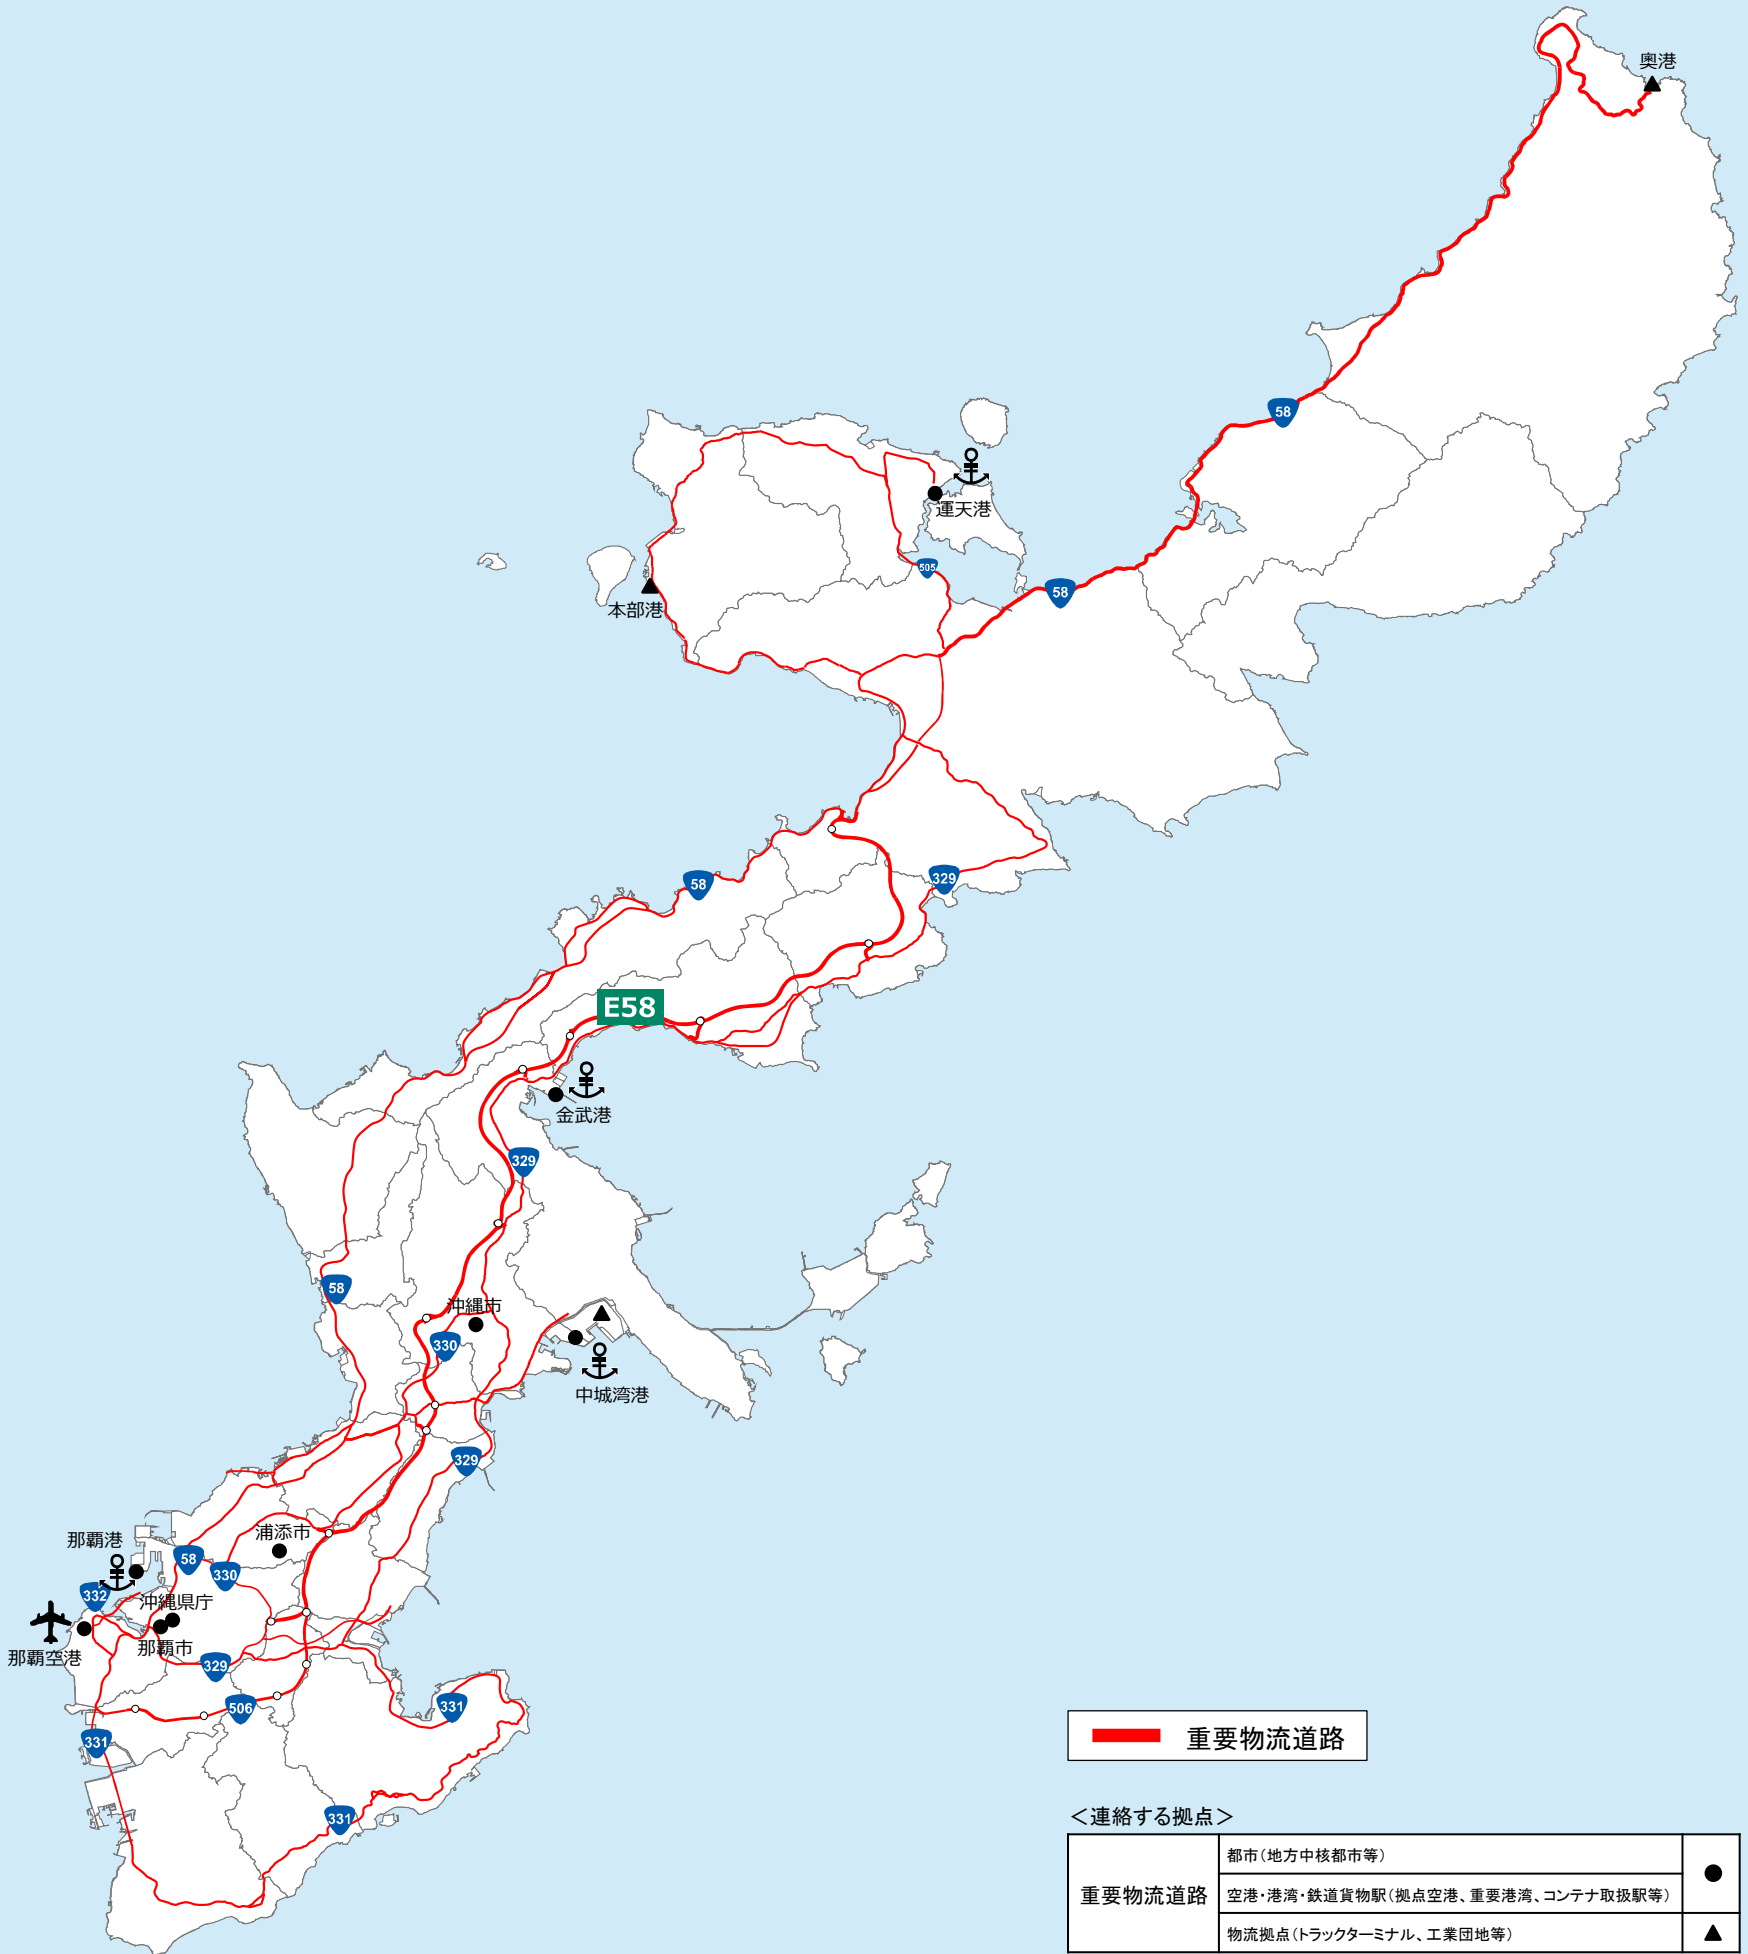 奥港
58
運天港
505
58
本部港
58
329
E58
金武港
329
58
沖縄市
330
中城湾港
329
那覇港
浦添市
58
330
332
沖縄県庁
那覇市
那覇空港
329
506
331
331
331
重要物流道路
＜連絡する拠点＞
重要物流道路
都市（地方中核都市等）
●
空港・港湾・鉄道貨物駅（拠点空港、重要港湾、コンテナ取扱駅等）
物流拠点（トラックターミナル、工業団地等）
▲